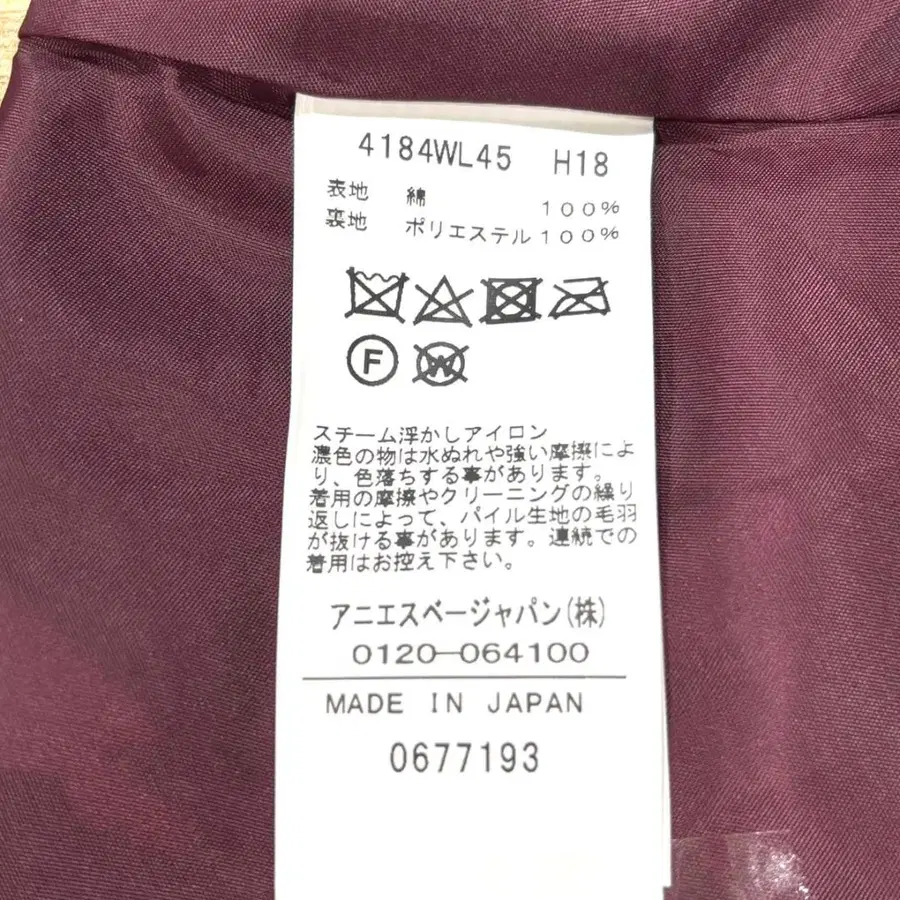 4184WL45 H18
表地 綿 100%
裏地 ポリエステル100%
F W
スチーム浮かしアイロン
濃色の物は水ぬれや強い摩擦によ
り、色落ちする事があります。
着用の摩擦やクリーニングの繰り
返しによって、パイル生地の毛羽
が抜ける事があります。連続での
着用はお控え下さい。
アニエスベージャパン(株)
0120-064100
MADE IN JAPAN
0677193